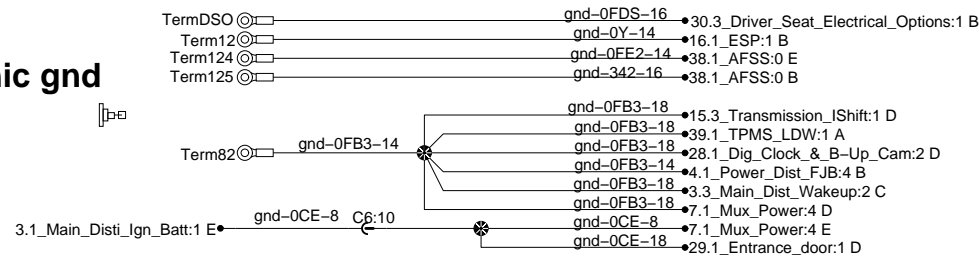 TermDSO gnd-0FDS-16 30.3_Driver_Seat_Electrical_Options:1 B
Term12 gnd-0Y-14 16.1_ESP:1 B
Term124 gnd-0FE2-14 38.1_AFSS:0 E
Term125 gnd-342-16 38.1_AFSS:0 B
nic gnd
gnd-0FB3-18 15.3_Transmission_IShift:1 D
gnd-0FB3-18 39.1_TPMS_LDW:1 A
Term82 gnd-0FB3-14 gnd-0FB3-18 28.1_Dig_Clock_&_B-Up_Cam:2 D
gnd-0FB3-14 4.1_Power_Dist_FJB:4 B
gnd-0FB3-18 3.3_Main_Dist_Wakeup:2 C
gnd-0FB3-18 7.1_Mux_Power:4 D
3.1_Main_Disti_Ign_Batt:1 E gnd-0CE-8 C6:10 gnd-0CE-8 7.1_Mux_Power:4 E
gnd-0CE-18 29.1_Entrance_door:1 D